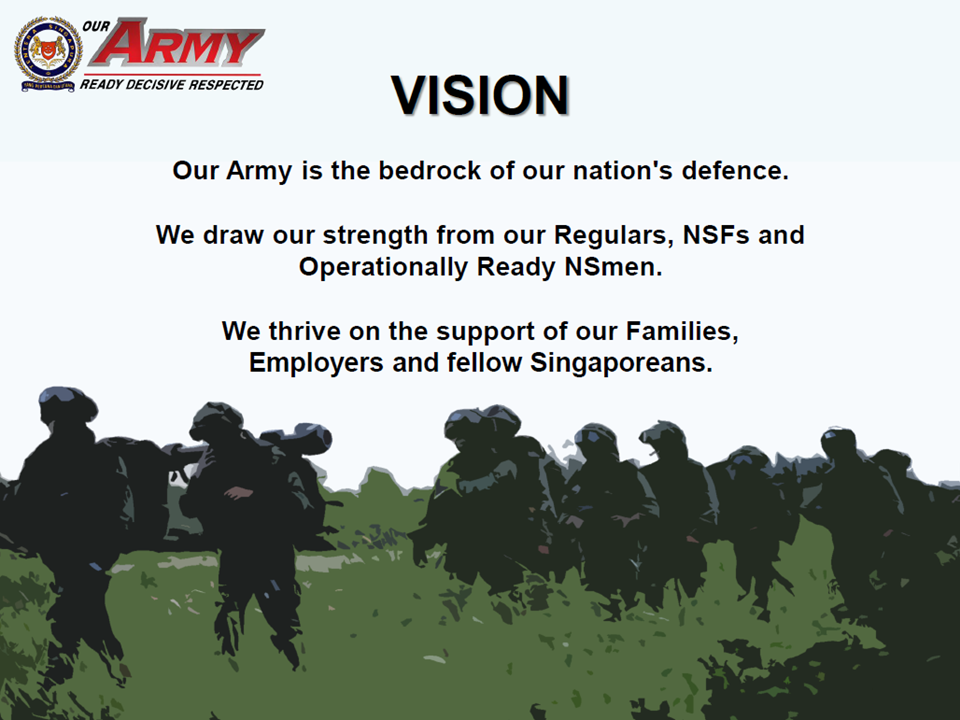 OUR ARMY
READY DECISIVE RESPECTED
VISION
Our Army is the bedrock of our nation's defence.
We draw our strength from our Regulars, NSFs and
Operationally Ready NSmen.
We thrive on the support of our Families,
Employers and fellow Singaporeans.